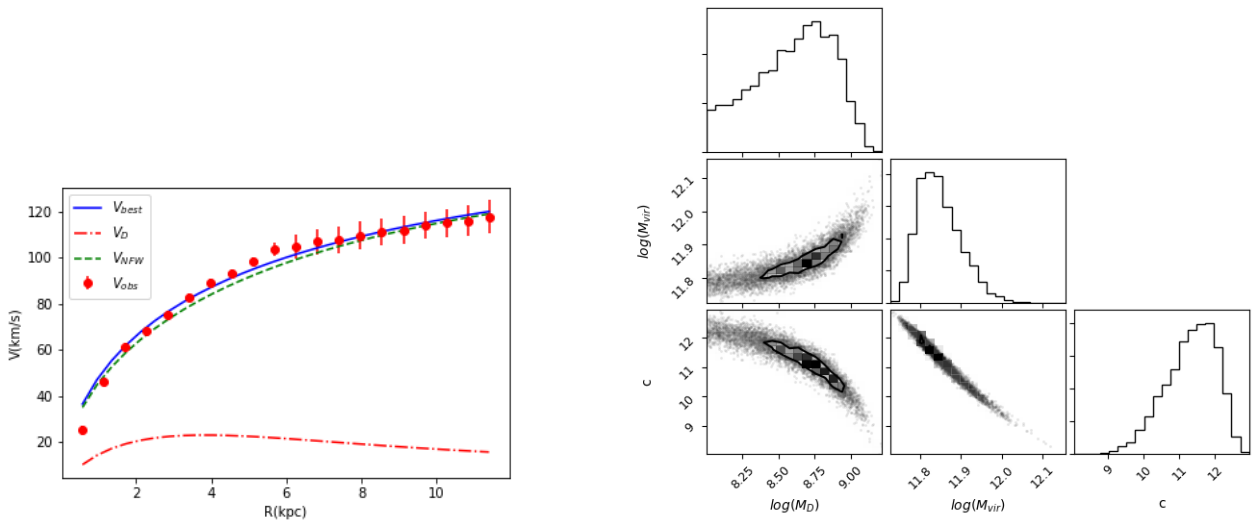 V_best
V_D
V_NFW
V_obs
120
100
80
60
40
20
V(km/s)
2
4
6
8
10
R(kpc)
12.1
12.0
11.9
11.8
log(M_vir)
12
11
10
9
c
8.25
8.50
8.75
9.00
log(M_D)
11.8
11.9
12.0
12.1
log(M_vir)
9
10
11
12
c